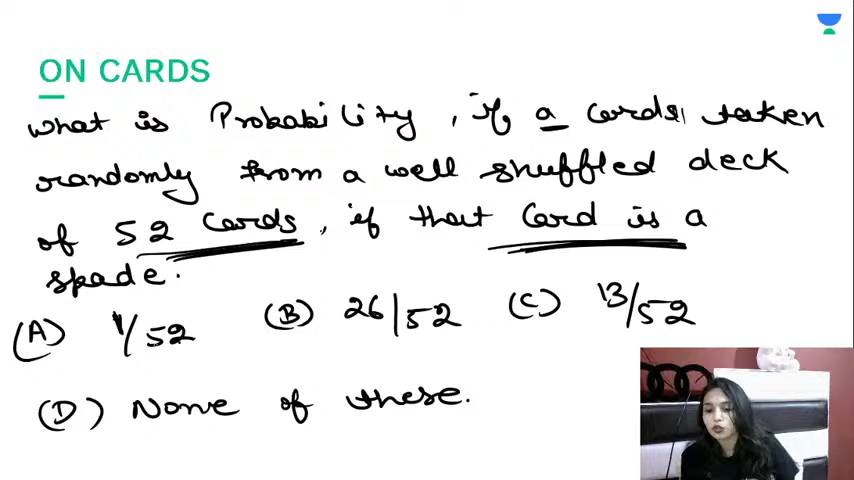 ON CARDS
what is Probability, if a cards taken
randomly from a well shuffled deck
of 52 cards, if that Card is a
spade.
(A) 1/52 (B) 26/52 (C) 13/52
(D) None of these.